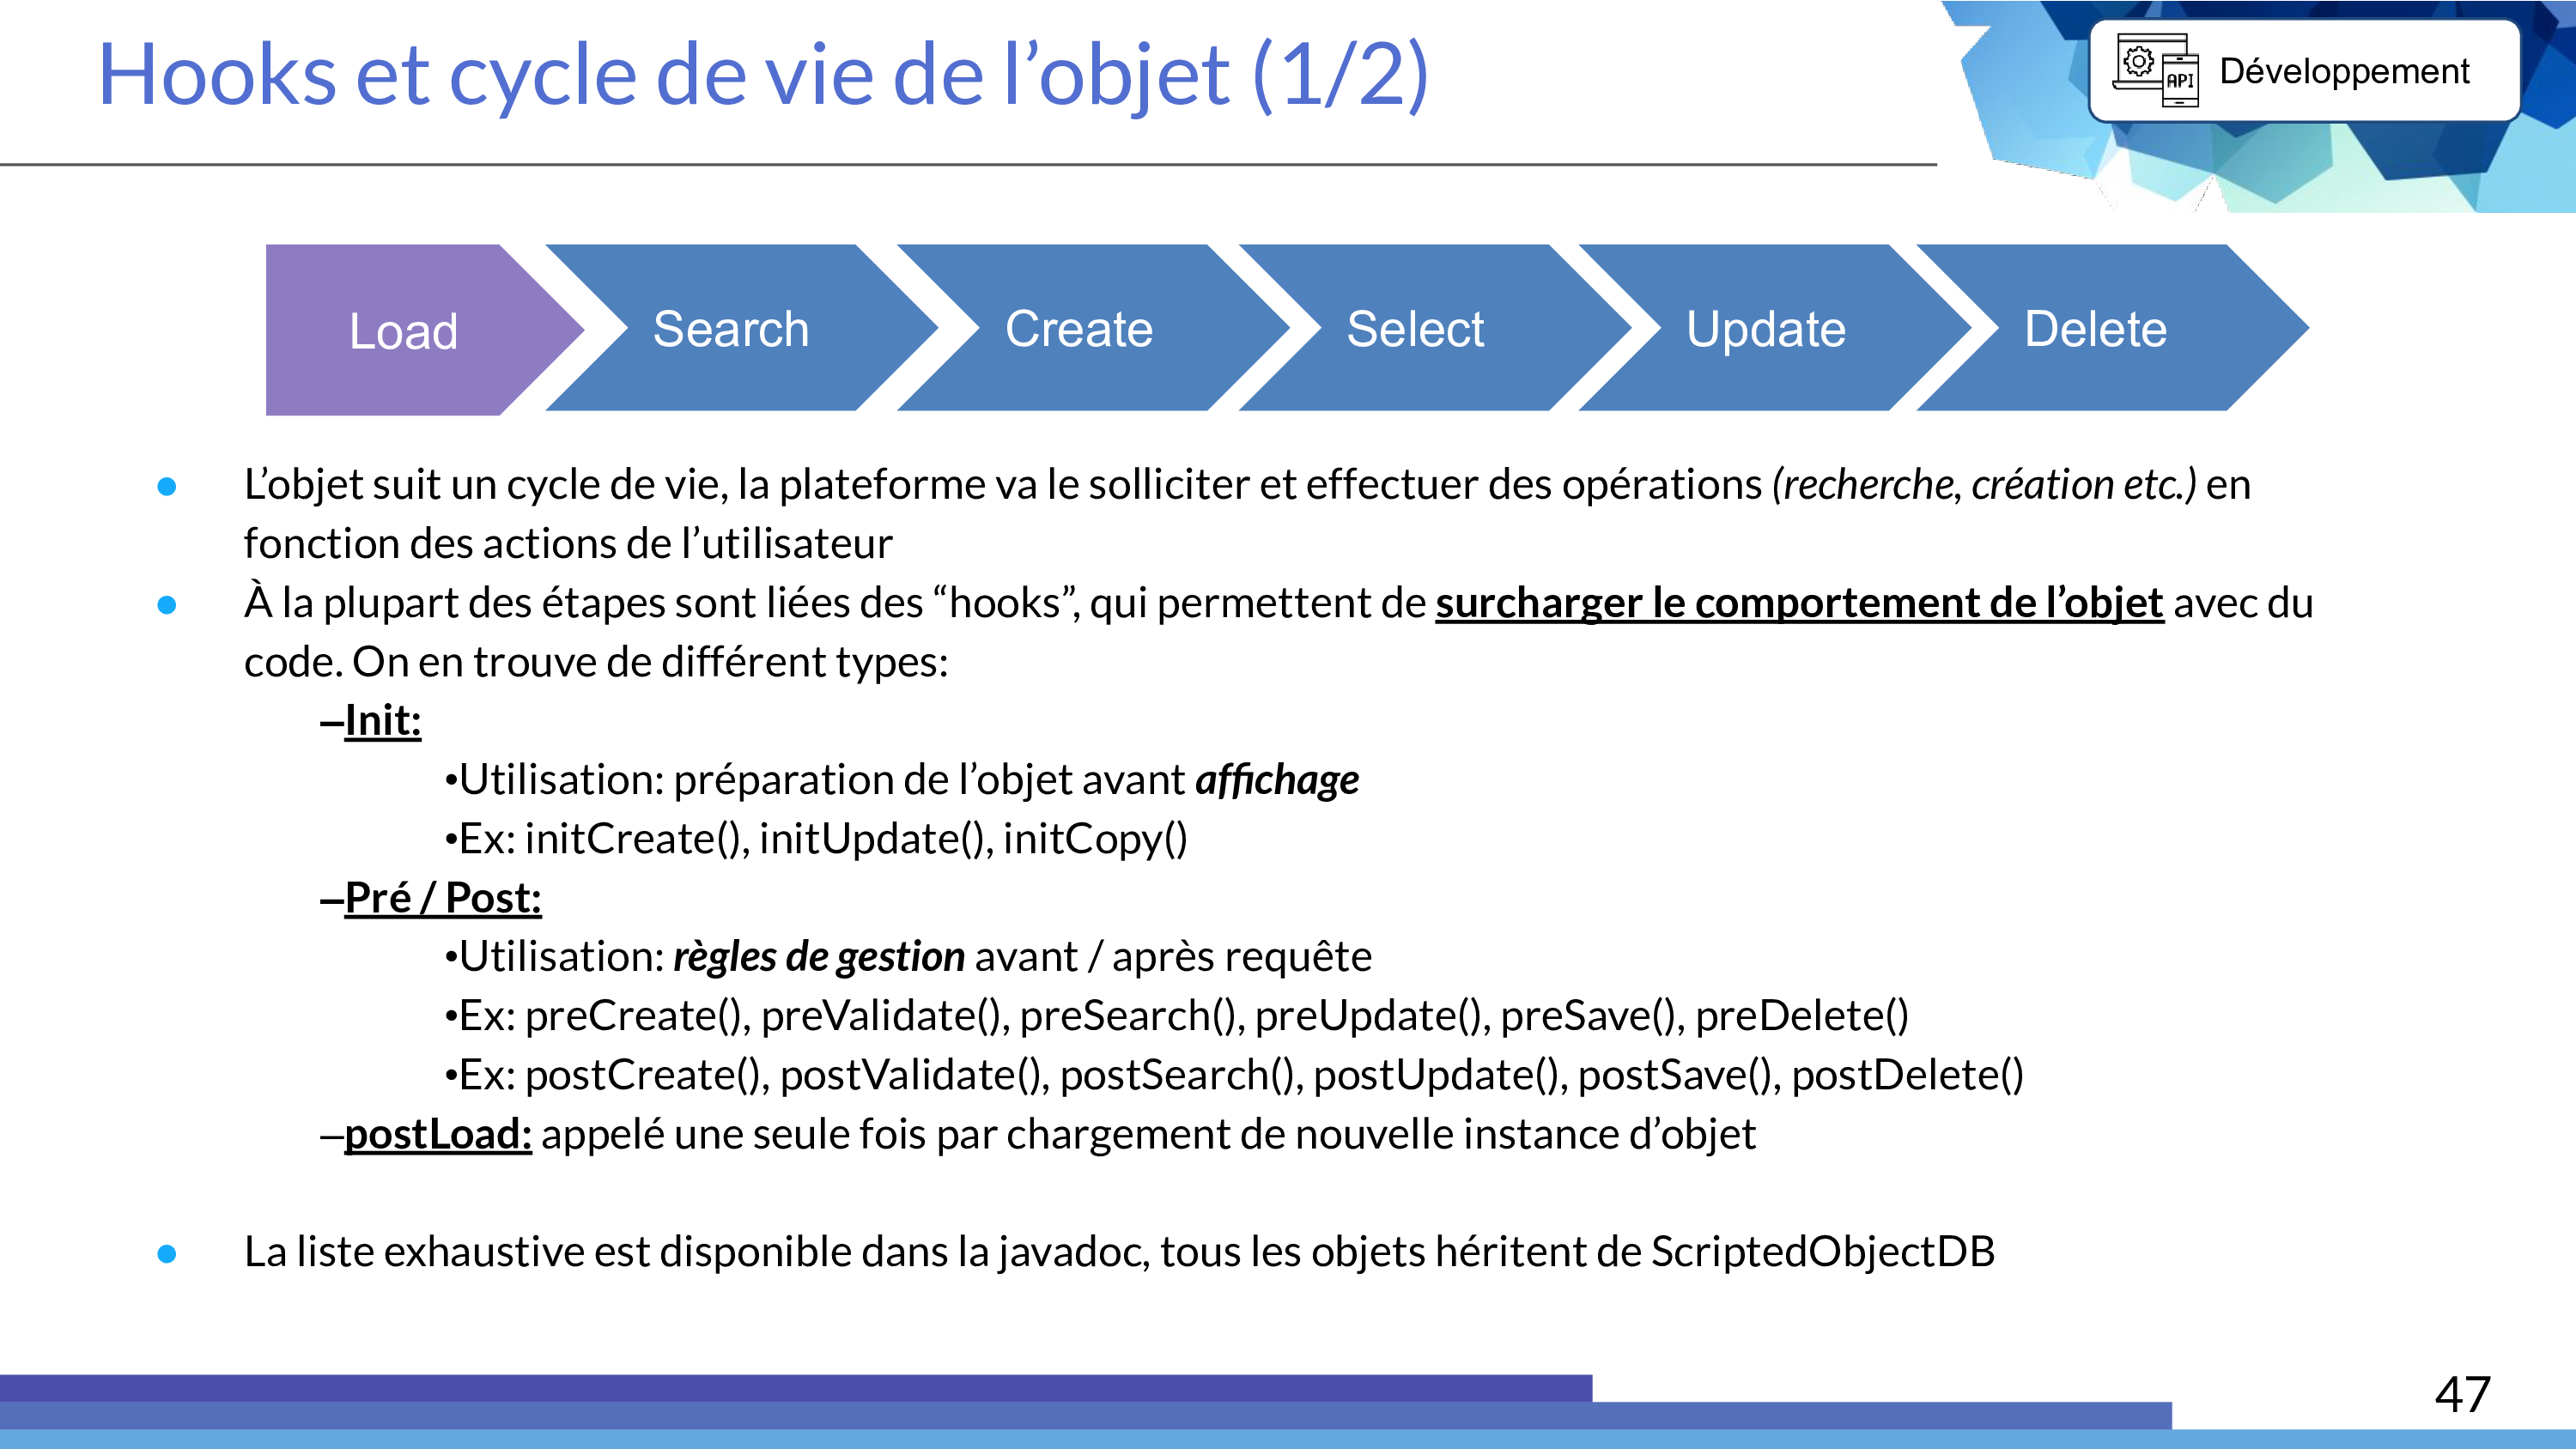 Hooks et cycle de vie de l’objet (1/2)
API
Développement
Load
Search
Create
Select
Update
Delete
● L’objet suit un cycle de vie, la plateforme va le solliciter et effectuer des opérations (recherche, création etc.) en
fonction des actions de l’utilisateur
● À la plupart des étapes sont liées des “hooks”, qui permettent de surcharger le comportement de l’objet avec du
code. On en trouve de différent types:
–Init:
•Utilisation: préparation de l’objet avant affichage
•Ex: initCreate(), initUpdate(), initCopy()
–Pré / Post:
•Utilisation: règles de gestion avant / après requête
•Ex: preCreate(), preValidate(), preSearch(), preUpdate(), preSave(), preDelete()
•Ex: postCreate(), postValidate(), postSearch(), postUpdate(), postSave(), postDelete()
–postLoad: appelé une seule fois par chargement de nouvelle instance d’objet
● La liste exhaustive est disponible dans la javadoc, tous les objets héritent de ScriptedObjectDB
47